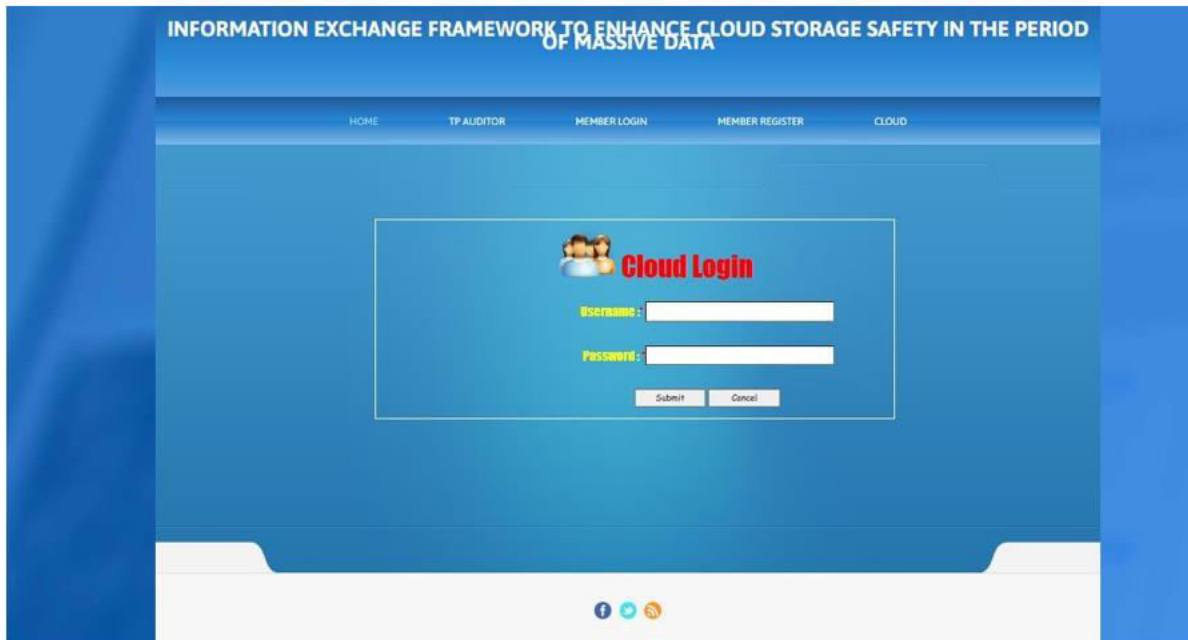 INFORMATION EXCHANGE FRAMEWORK TO ENHANCE CLOUD STORAGE SAFETY IN THE PERIOD
OF MASSIVE DATA
HOME TP AUDITOR MEMBER LOGIN MEMBER REGISTER CLOUD
Cloud Login
Username :*
Password :*
Submit Cancel